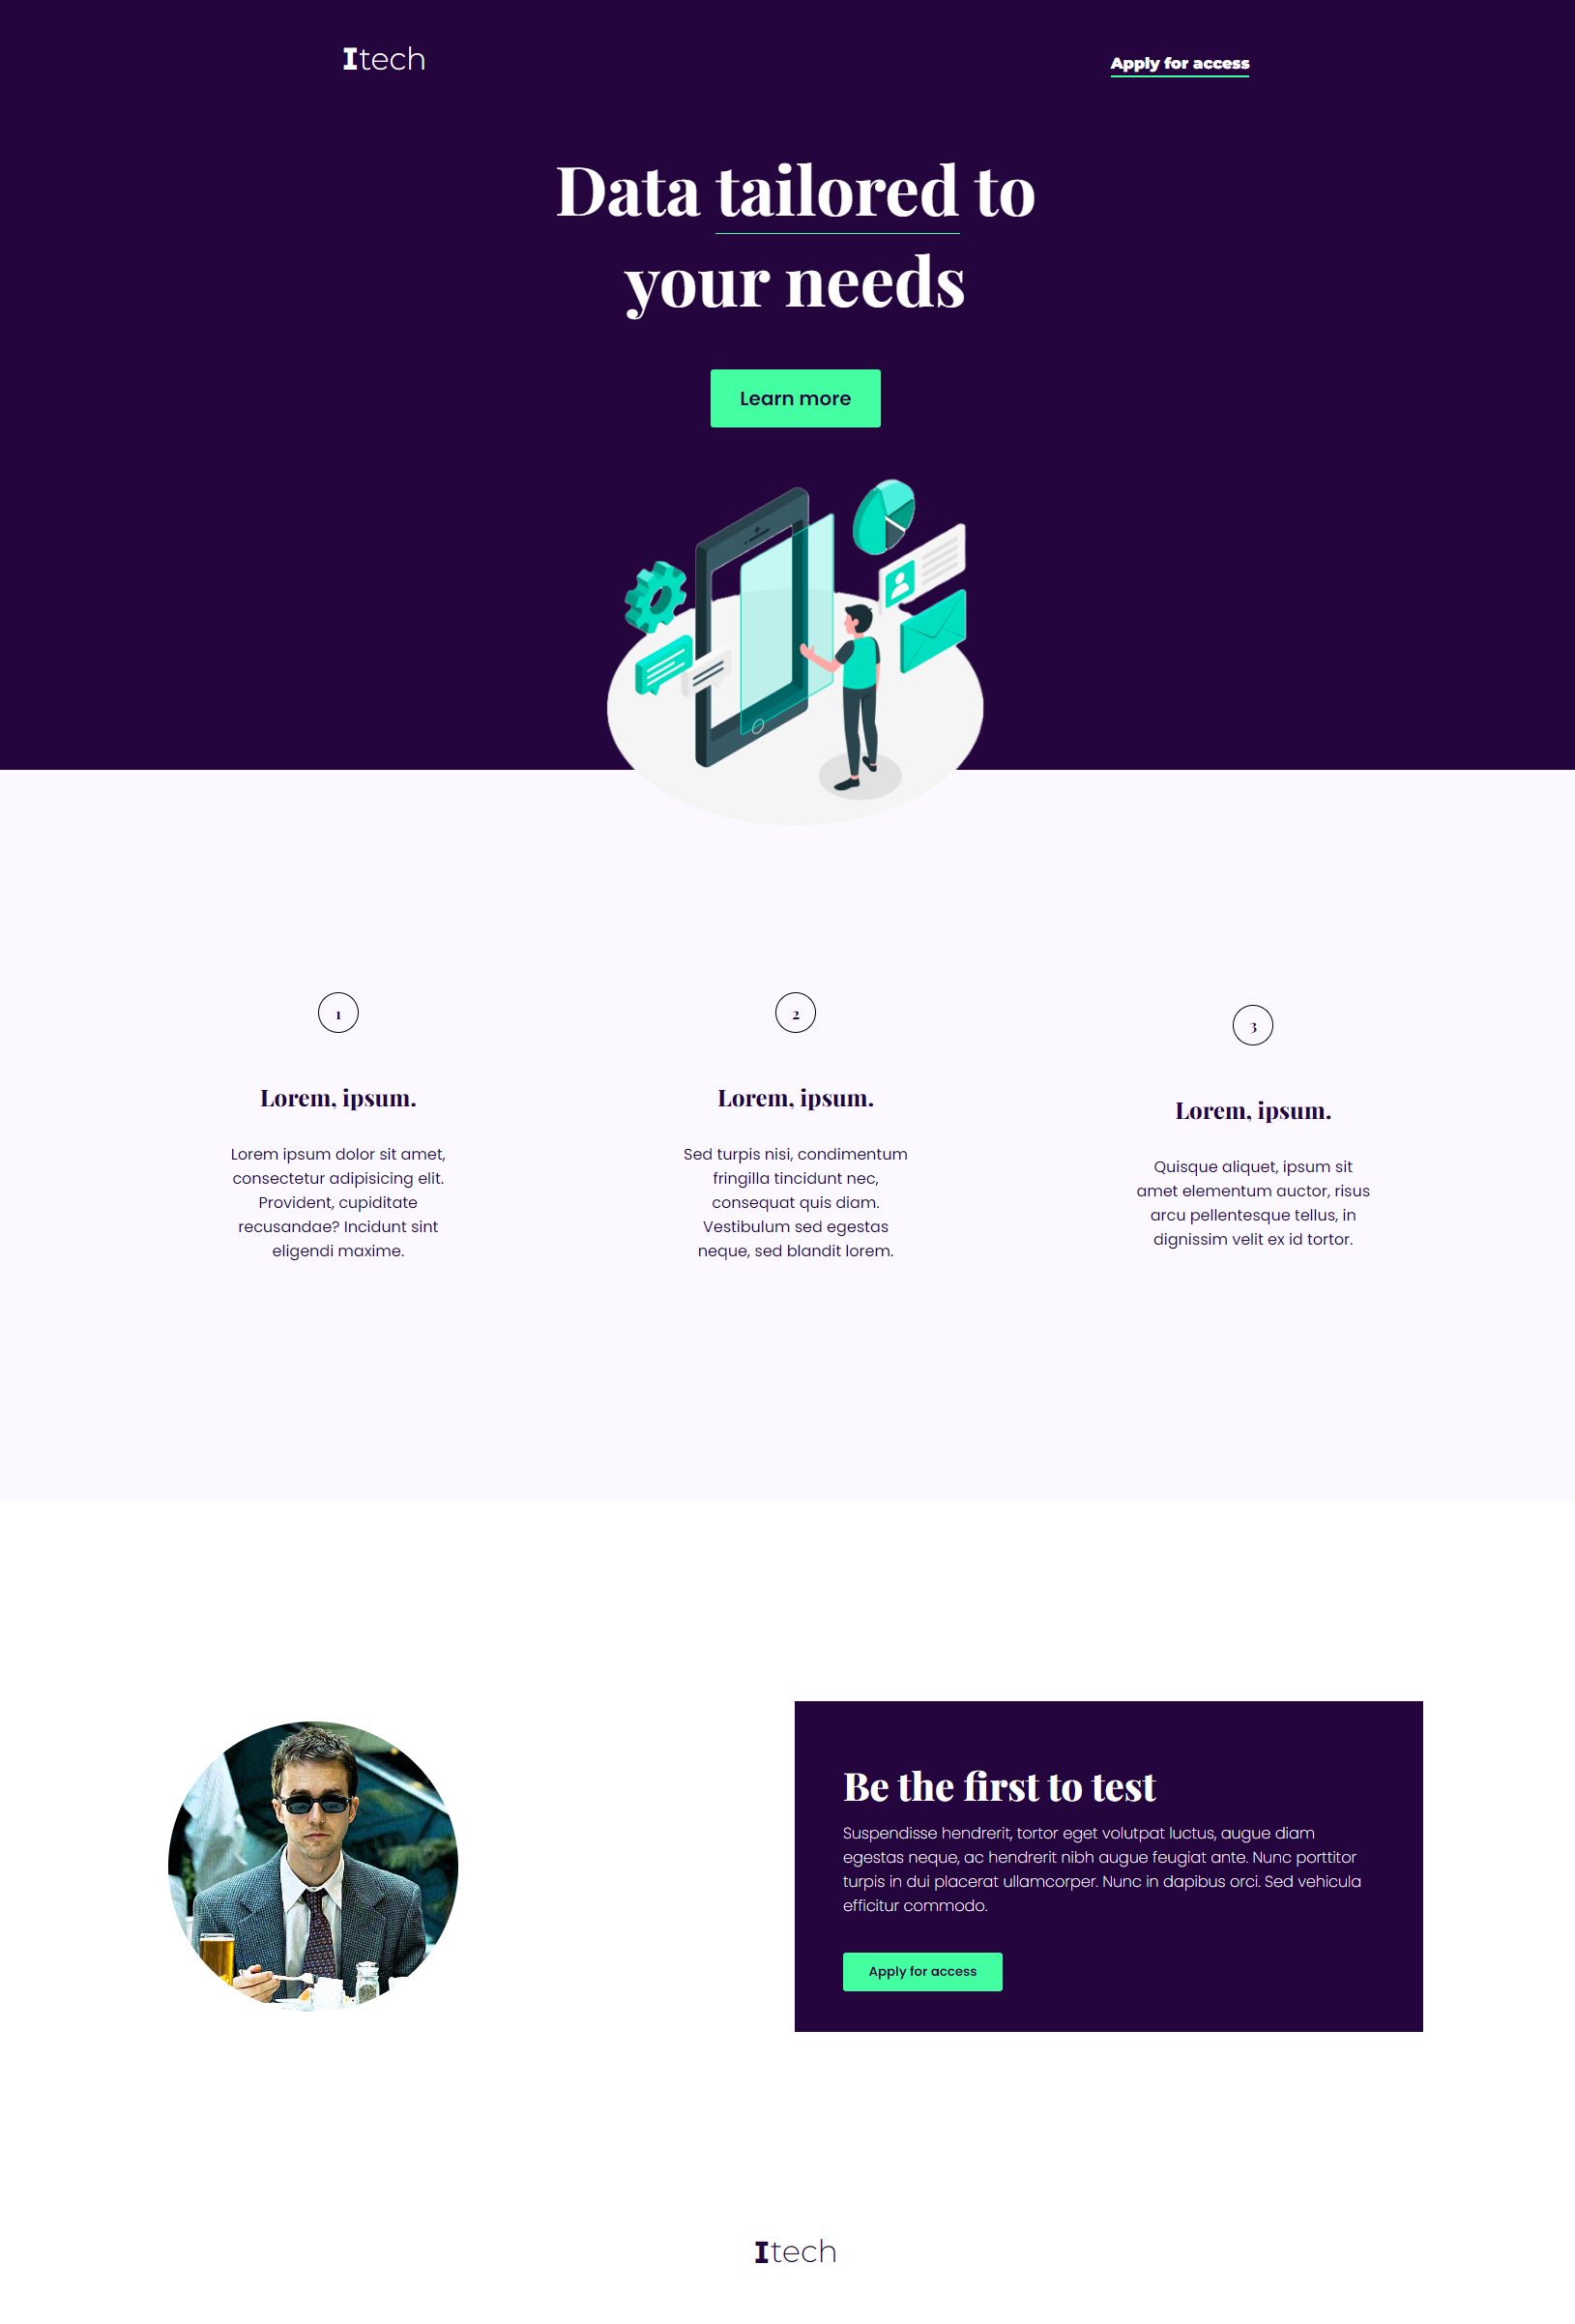 Itech
Apply for access
Data tailored to
your needs
Learn more
1
Lorem, ipsum.
Lorem ipsum dolor sit amet,
consectetur adipisicing elit.
Provident, cupiditate
recusandae? Incidunt sint
eligendi maxime.
2
Lorem, ipsum.
Sed turpis nisi, condimentum
fringilla tincidunt nec,
consequat quis diam.
Vestibulum sed egestas
neque, sed blandit lorem.
3
Lorem, ipsum.
Quisque aliquet, ipsum sit
amet elementum auctor, risus
arcu pellentesque tellus, in
dignissim velit ex id tortor.
Be the first to test
Suspendisse hendrerit, tortor eget volutpat luctus, augue diam
egestas neque, ac hendrerit nibh augue feugiat ante. Nunc porttitor
turpis in dui placerat ullamcorper. Nunc in dapibus orci. Sed vehicula
efficitur commodo.
Apply for access
Itech